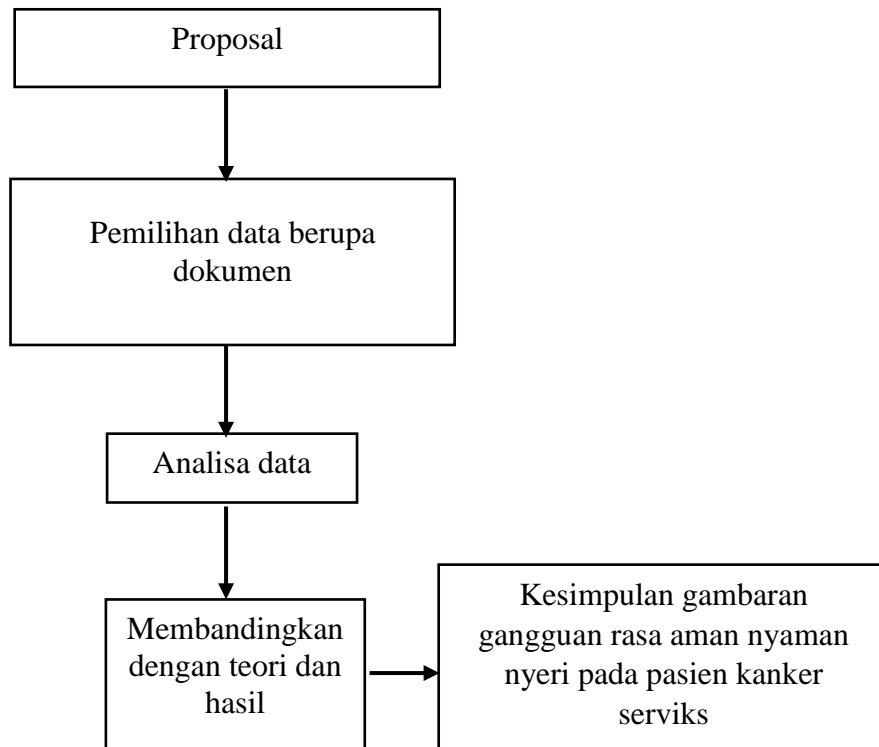 Proposal
Pemilihan data berupa
dokumen
Analisa data
Membandingkan
dengan teori dan
hasil
Kesimpulan gambaran
gangguan rasa aman nyaman
nyeri pada pasien kanker
serviks